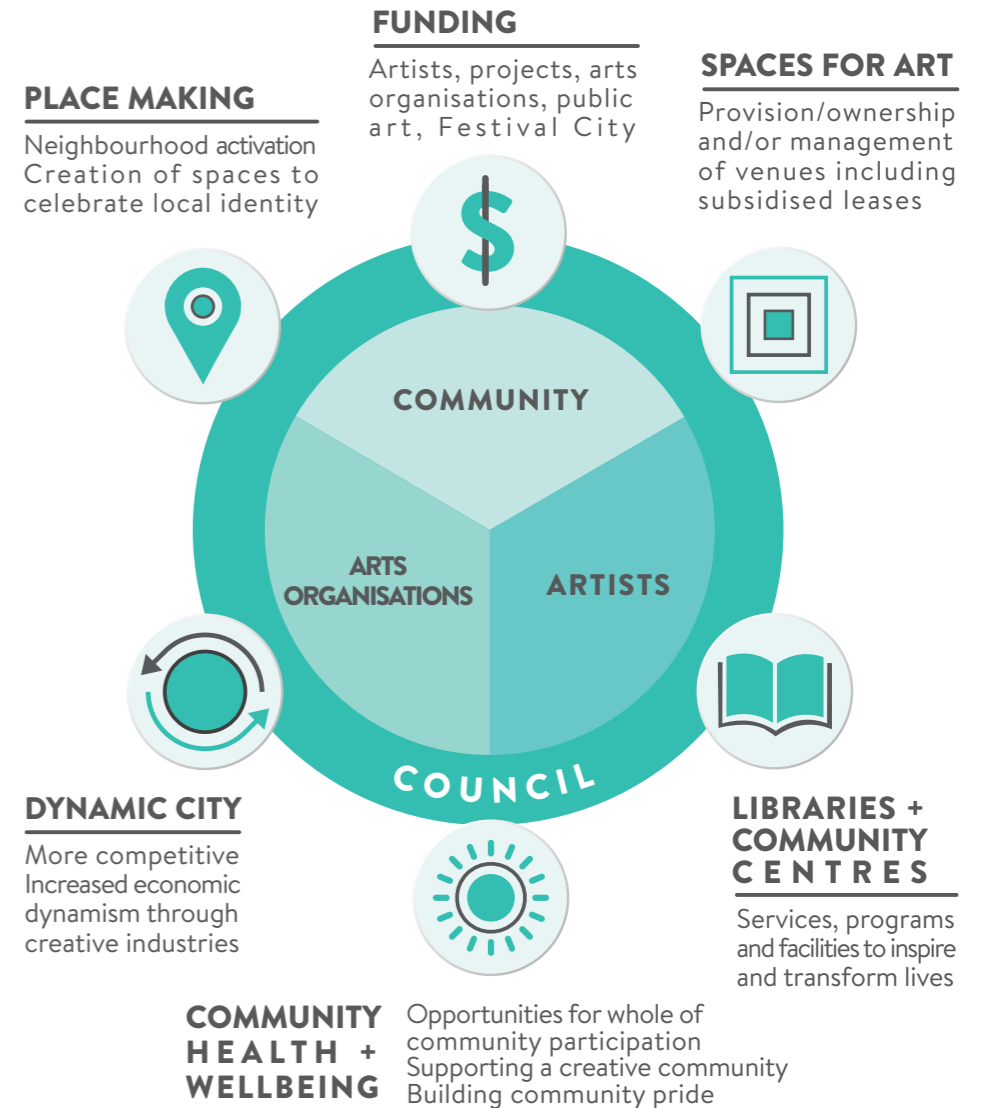 FUNDING
Artists, projects, arts
organisations, public
art, Festival City
SPACES FOR ART
Provision/ownership
and/or management
of venues including
subsidised leases
PLACE MAKING
Neighbourhood activation
Creation of spaces to
celebrate local identity
$
COMMUNITY
ARTS
ORGANISATIONS
ARTISTS
COUNCIL
DYNAMIC CITY
More competitive
Increased economic
dynamism through
creative industries
LIBRARIES +
COMMUNITY
CENTRES
Services, programs
and facilities to inspire
and transform lives
COMMUNITY
HEALTH +
WELLBEING
Opportunities for whole of
community participation
Supporting a creative community
Building community pride